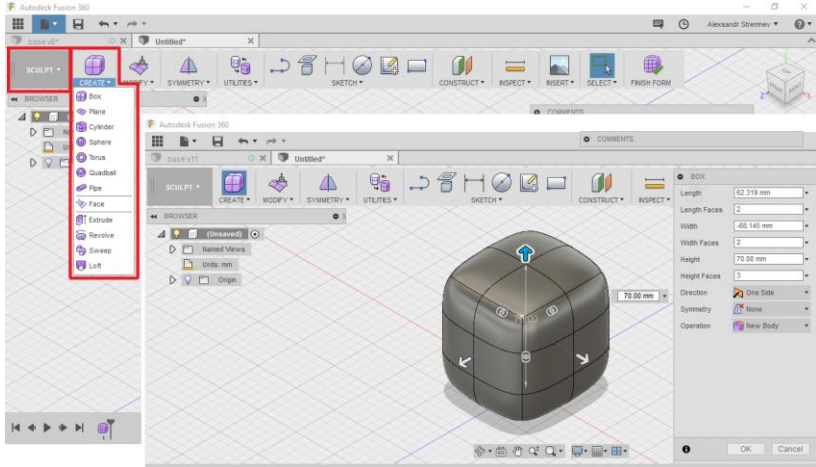 Autodesk Fusion 360
Alexsandr Stremnev
base v8*
Untitled*
SCULPT
CREATE
MODIFY
SYMMETRY
UTILITIES
SKETCH
CONSTRUCT
INSPECT
INSERT
SELECT
FINISH FORM
BROWSER
COMMENTS
Box
Plane
Cylinder
Sphere
Torus
Quadball
Pipe
Face
Extrude
Revolve
Sweep
Loft
Autodesk Fusion 360
COMMENTS
base v11
Untitled*
SCULPT
CREATE
MODIFY
SYMMETRY
UTILITIES
SKETCH
CONSTRUCT
INSPECT
BROWSER
(Unsaved)
Named Views
Units: mm
Origin
70.00 mm
BOX
Length 62.319 mm
Length Faces 2
Width -68.145 mm
Width Faces 2
Height 70.00 mm
Height Faces 3
Direction One Side
Symmetry None
Operation New Body
OK Cancel